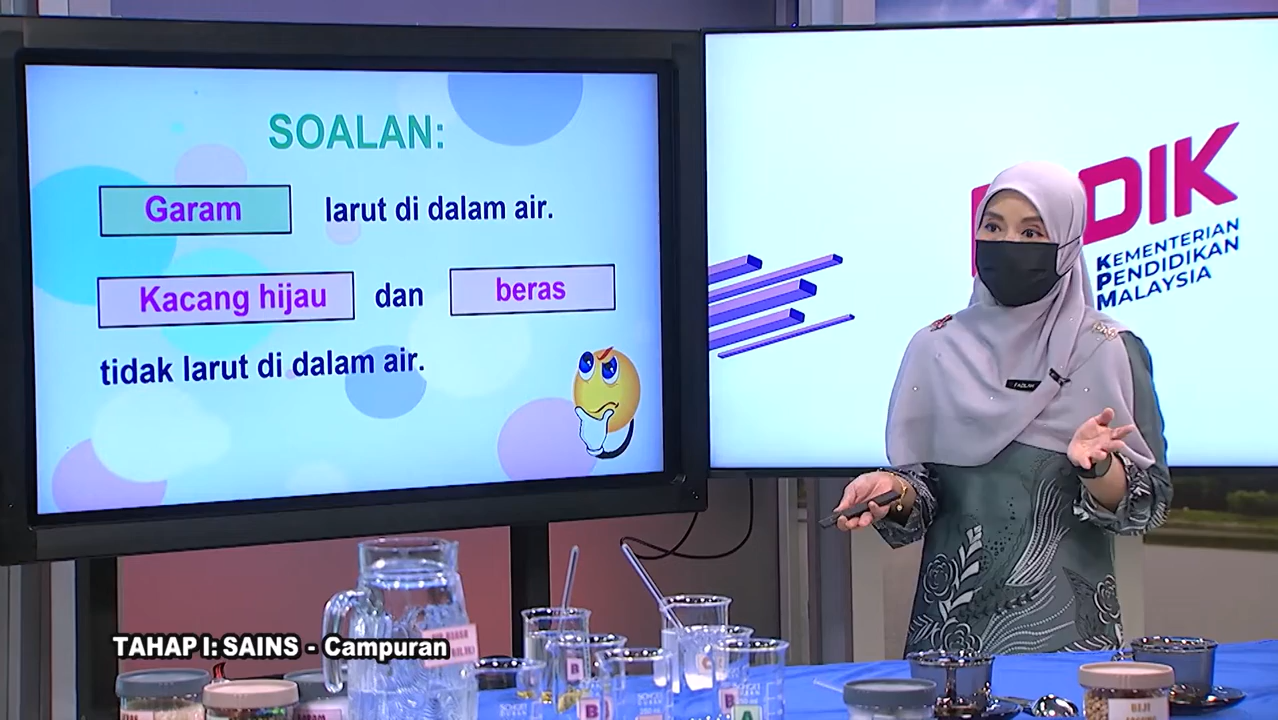 SOALAN:
Garam larut di dalam air.
Kacang hijau dan beras
tidak larut di dalam air.
DIK
KEMENTERIAN
PENDIDIKAN
MALAYSIA
TAHAP I: SAINS - Campuran
B
C
B
B
A
BIJI